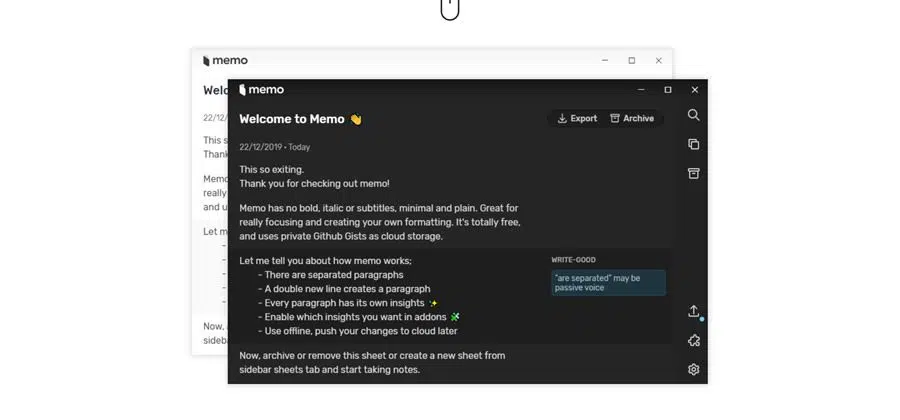 memo
Welc
22/12/
This s
Thank
Memo
really
and u
Let me
-
-
-
-
-
Now, a
sideba
memo
Welcome to Memo 👋
Export Archive
22/12/2019 • Today
This so exiting.
Thank you for checking out memo!
Memo has no bold, italic or subtitles, minimal and plain. Great for
really focusing and creating your own formatting. It's totally free,
and uses private Github Gists as cloud storage.
Let me tell you about how memo works;
- There are separated paragraphs
- A double new line creates a paragraph
- Every paragraph has its own insights ✨
- Enable which insights you want in addons 🧩
- Use offline, push your changes to cloud later
WRITE-GOOD
"are separated" may be
passive voice
Now, archive or remove this sheet or create a new sheet from
sidebar sheets tab and start taking notes.